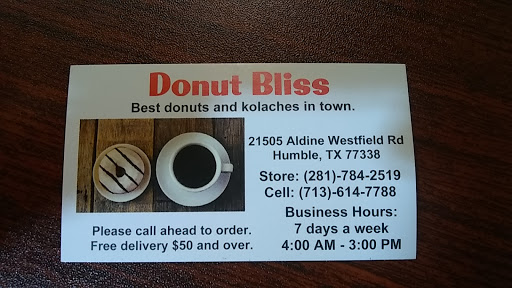 Donut Bliss
Best donuts and kolaches in town.
21505 Aldine Westfield Rd
Humble, TX 77338
Store: (281)-784-2519
Cell: (713)-614-7788
Business Hours:
7 days a week
4:00 AM - 3:00 PM
Please call ahead to order.
Free delivery $50 and over.